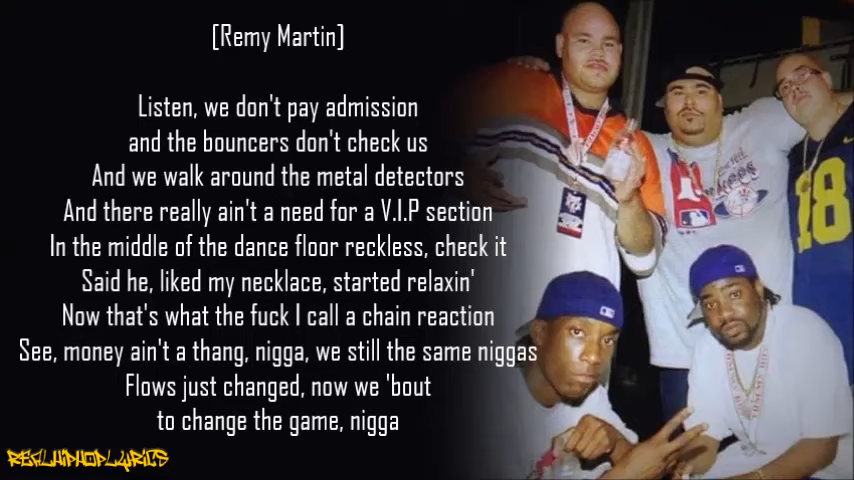 [Remy Martin]
Listen, we don't pay admission
and the bouncers don't check us
And we walk around the metal detectors
And there really ain't a need for a V.I.P section
In the middle of the dance floor reckless, check it
Said he, liked my necklace, started relaxin'
Now that's what the fuck I call a chain reaction
See, money ain't a thang, nigga, we still the same niggas
Flows just changed, now we 'bout
to change the game, nigga
REALHIPHOPLYRICS
18